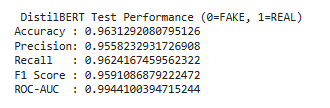 DistilBERT Test Performance (0=FAKE, 1=REAL)
Accuracy : 0.9631292080795126
Precision: 0.9558232931726908
Recall   : 0.9624167459562322
F1 Score : 0.9591086879222472
ROC-AUC  : 0.9944100394715244